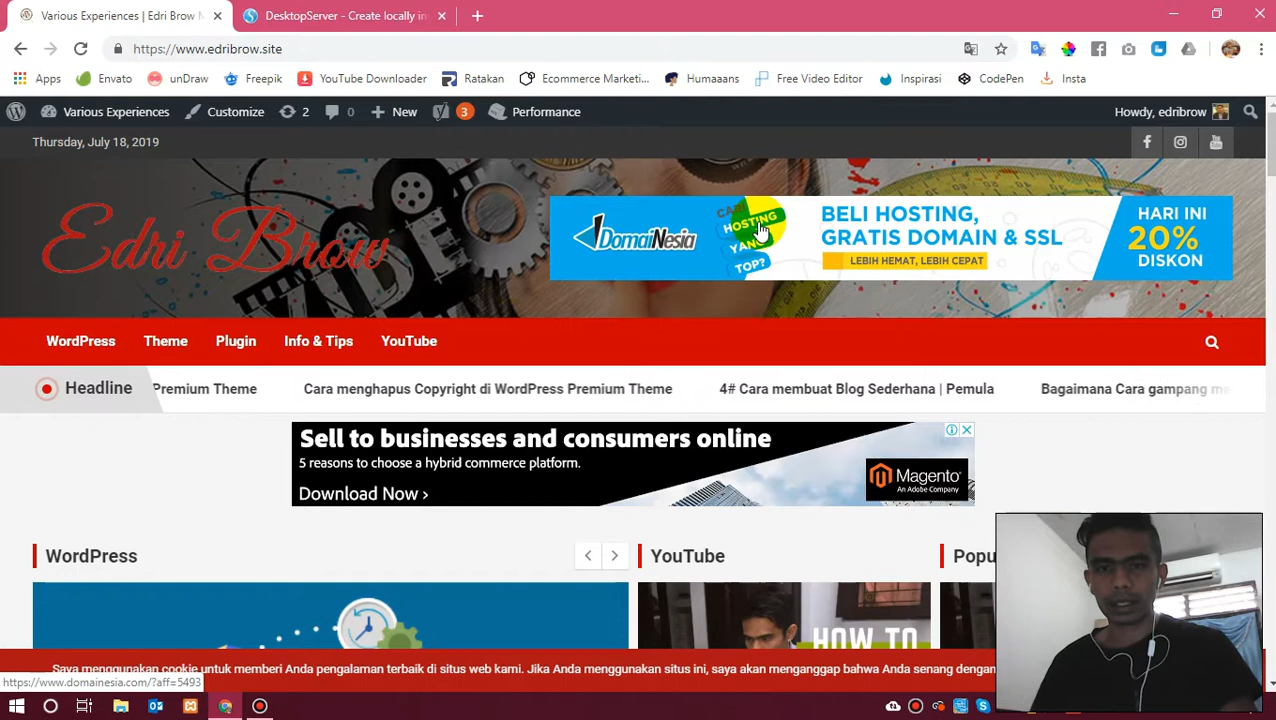 Various Experiences | Edri Brow
DesktopServer - Create locally in
https://www.edribrow.site
Apps
Envato
unDraw
Freepik
YouTube Downloader
Ratakan
Ecommerce Marketi...
Humaaans
Free Video Editor
Inspirasi
CodePen
Insta
Various Experiences
Customize
2
0
New
3
Performance
Howdy, edribrow
Thursday, July 18, 2019
Edri Brow
DomaiNesia
CARI
HOSTING
YANG
TOP?
BELI HOSTING,
GRATIS DOMAIN & SSL
LEBIH HEMAT, LEBIH CEPAT
HARI INI
20%
DISKON
WordPress
Theme
Plugin
Info & Tips
YouTube
Headline
Premium Theme
Cara menghapus Copyright di WordPress Premium Theme
4# Cara membuat Blog Sederhana | Pemula
Bagaimana Cara gampang me
Sell to businesses and consumers online
5 reasons to choose a hybrid commerce platform.
Download Now ›
Magento
An Adobe Company
WordPress
YouTube
Popu
HOW TO
Saya menggunakan cookie untuk memberi Anda pengalaman terbaik di situs web kami. Jika Anda menggunakan situs ini, saya akan menganggap bahwa Anda senang dengan
https://www.domainesia.com/?aff=5493